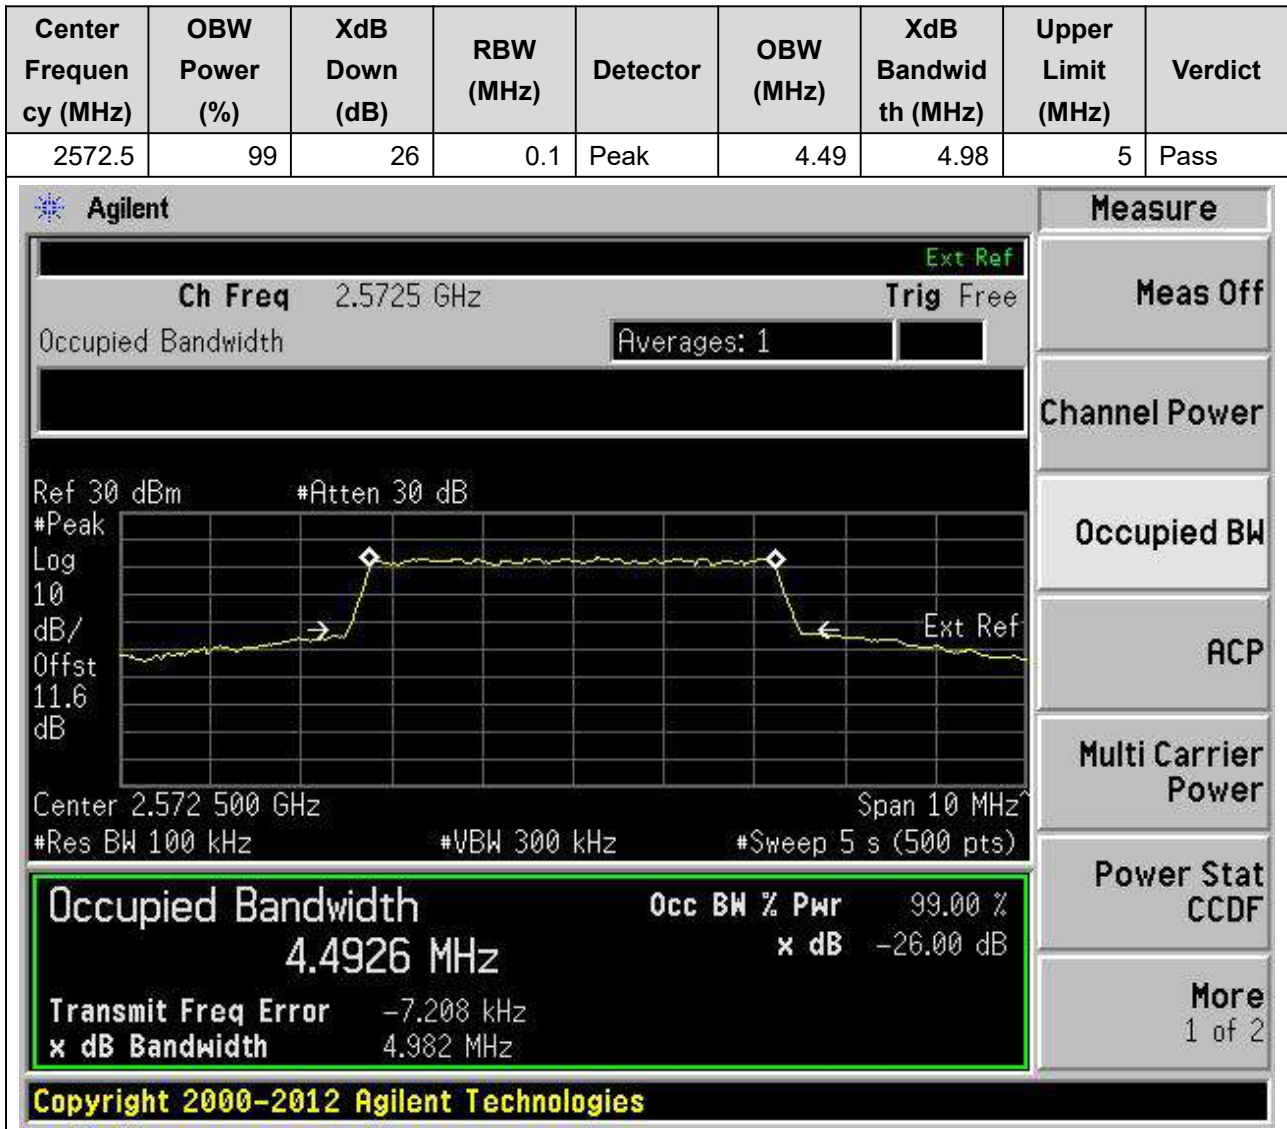 Center Frequency (MHz) OBW Power (%) XdB Down (dB) RBW (MHz) Detector OBW (MHz) XdB Bandwidth (MHz) Upper Limit (MHz) Verdict
2572.5 99 26 0.1 Peak 4.49 4.98 5 Pass
Agilent
Measure
Ext Ref
Ch Freq 2.5725 GHz Trig Free
Meas Off
Occupied Bandwidth Averages: 1
Channel Power
Ref 30 dBm #Atten 30 dB
#Peak
Log
10
dB/
Offst
11.6
dB
Ext Ref
Occupied BW
ACP
Center 2.572 500 GHz Span 10 MHz^
#Res BW 100 kHz #VBW 300 kHz #Sweep 5 s (500 pts)
Multi Carrier
Power
Occupied Bandwidth Occ BW % Pwr 99.00 %
4.4926 MHz x dB -26.00 dB
Power Stat
CCDF
Transmit Freq Error -7.208 kHz
x dB Bandwidth 4.982 MHz
More
1 of 2
Copyright 2000-2012 Agilent Technologies